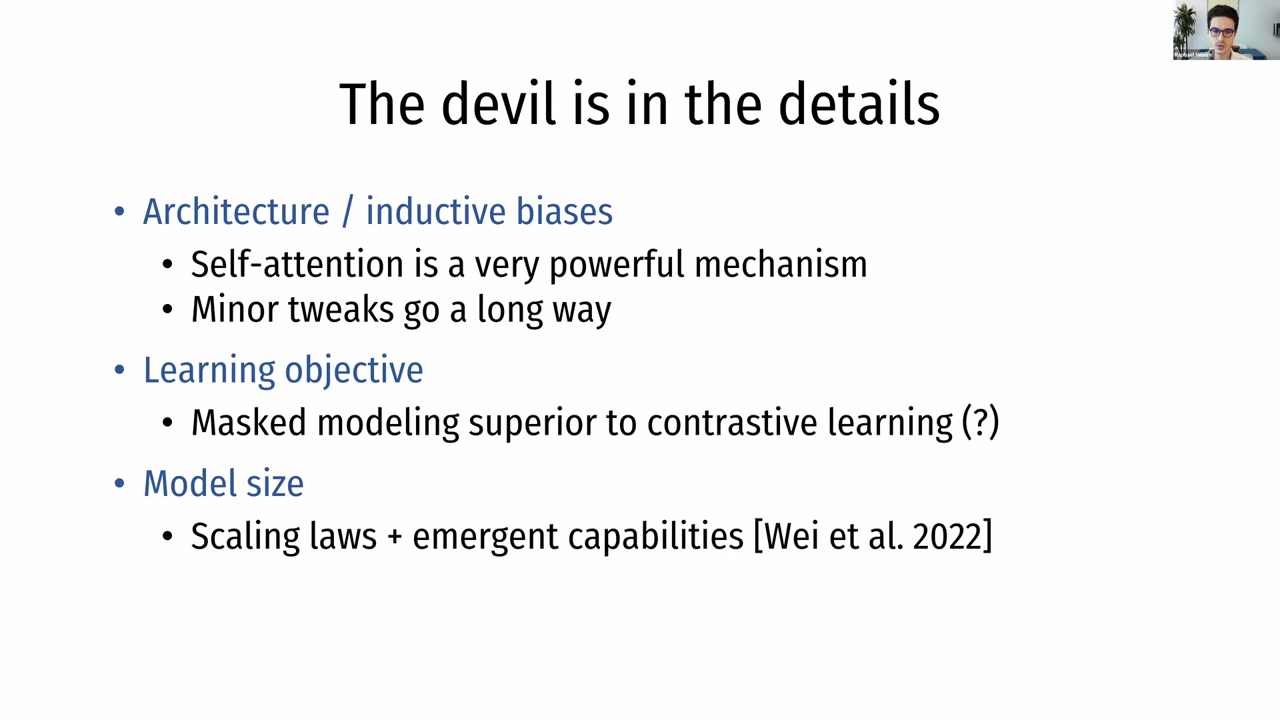 The devil is in the details
• Architecture / inductive biases
• Self-attention is a very powerful mechanism
• Minor tweaks go a long way
• Learning objective
• Masked modeling superior to contrastive learning (?)
• Model size
• Scaling laws + emergent capabilities [Wei et al. 2022]